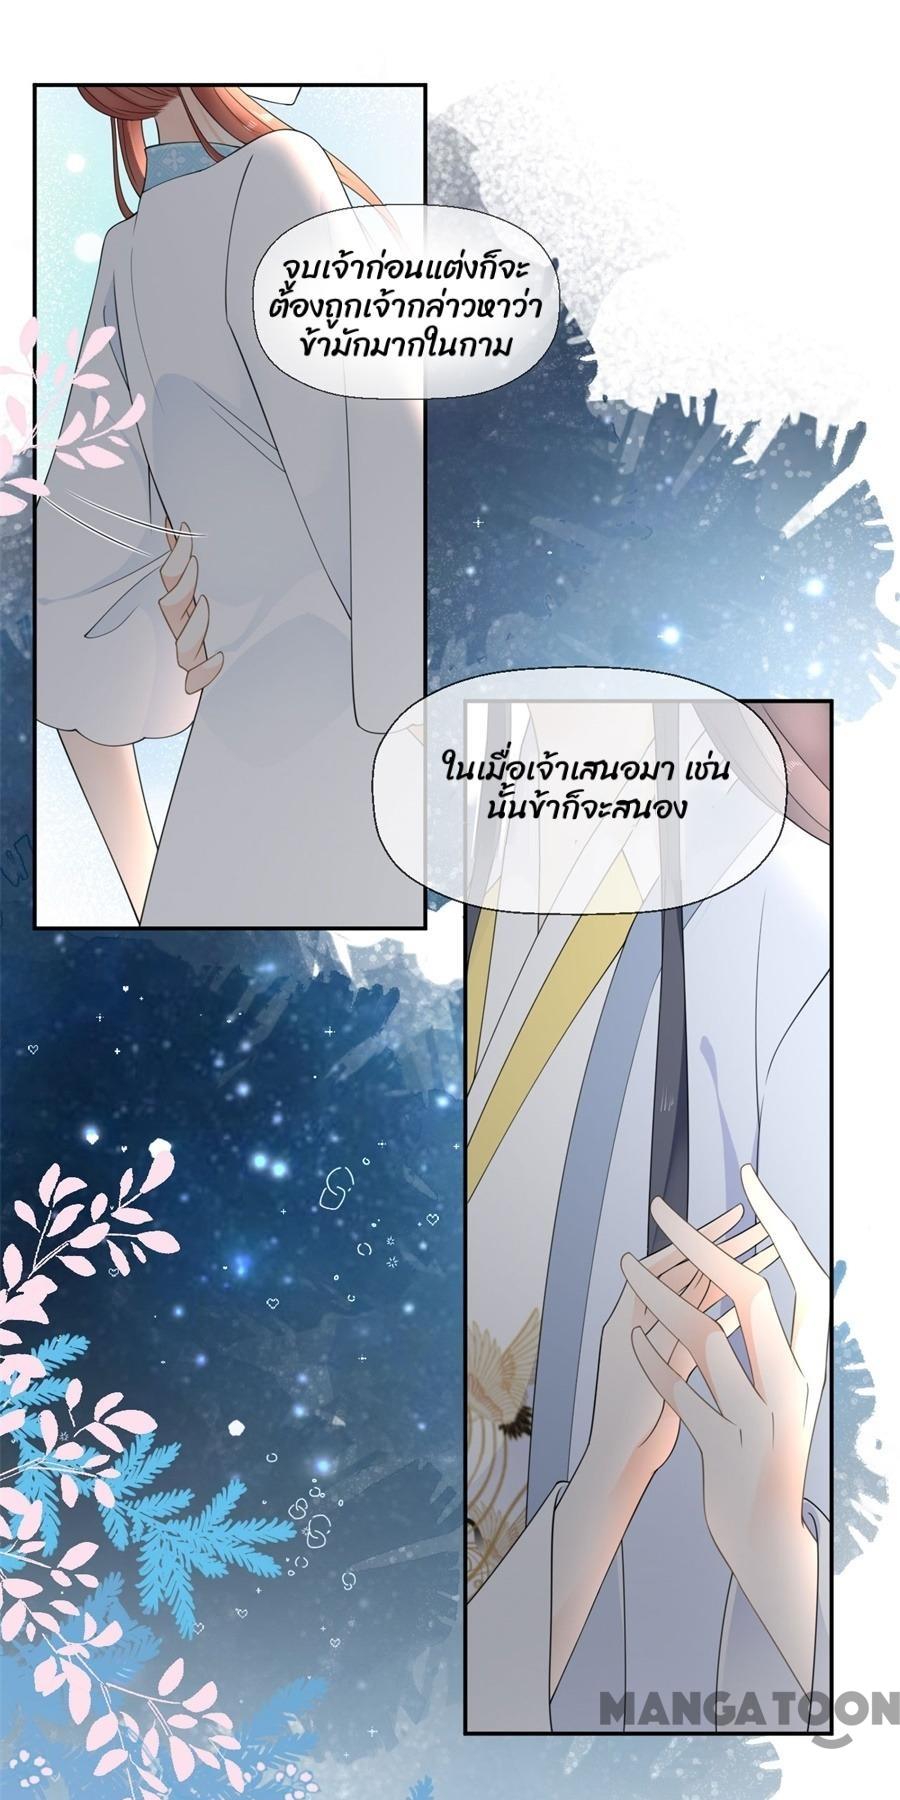 จูบเจ้าก่อนแต่งก็จะ
ต้องถูกเจ้ากล่าวหาว่า
ข้ามักมากในกาม
ในเมื่อเจ้าเสนอมา เช่น
นั้นข้าก็จะสนอง
MANGATOON